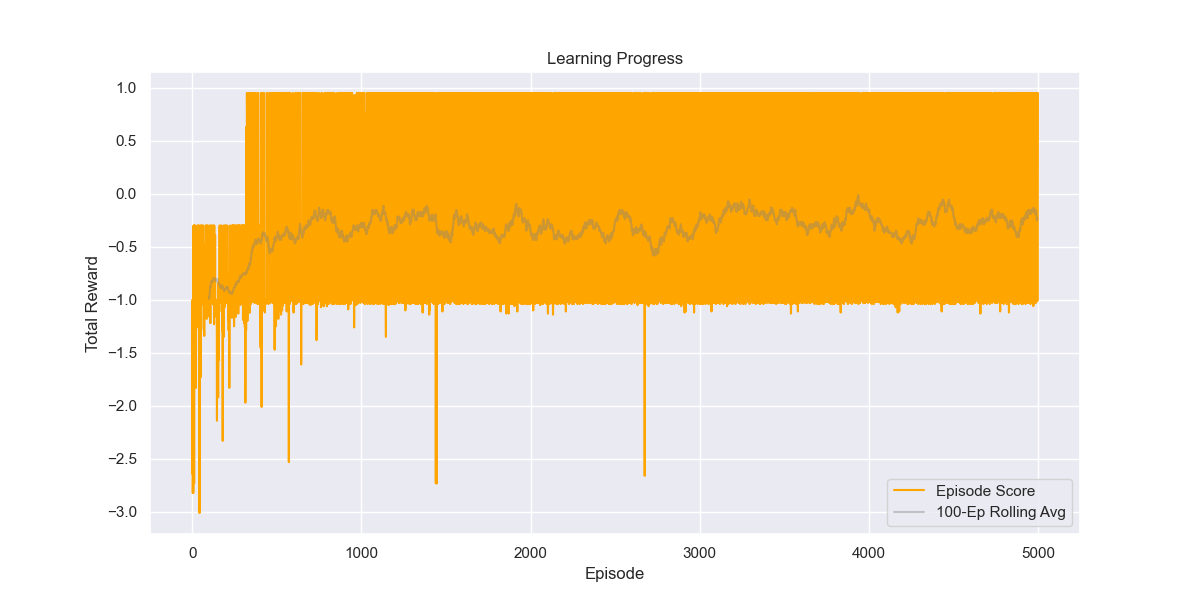 Learning Progress
1.0
0.5
0.0
−0.5
−1.0
−1.5
−2.0
−2.5
−3.0
Total Reward
Episode Score
100-Ep Rolling Avg
0 1000 2000 3000 4000 5000
Episode